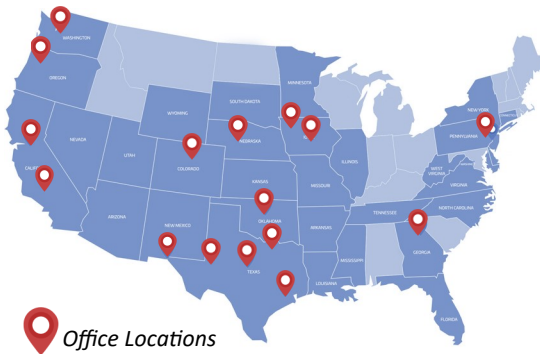 WASHINGTON
OREGON
MINNESOTA
SOUTH DAKOTA
WYOMING
NEW YORK
NEBRASKA
NEVADA
PENNSYLVANIA
UTAH
COLORADO
ILLINOIS
WEST
VIRGINIA
KANSAS
MISSOURI
VIRGINIA
ARIZONA
NEW MEXICO
OKLAHOMA
ARKANSAS
TENNESSEE
NORTH CAROLINA
MISSISSIPPI
GEORGIA
TEXAS
LOUISIANA
FLORIDA
Office Locations